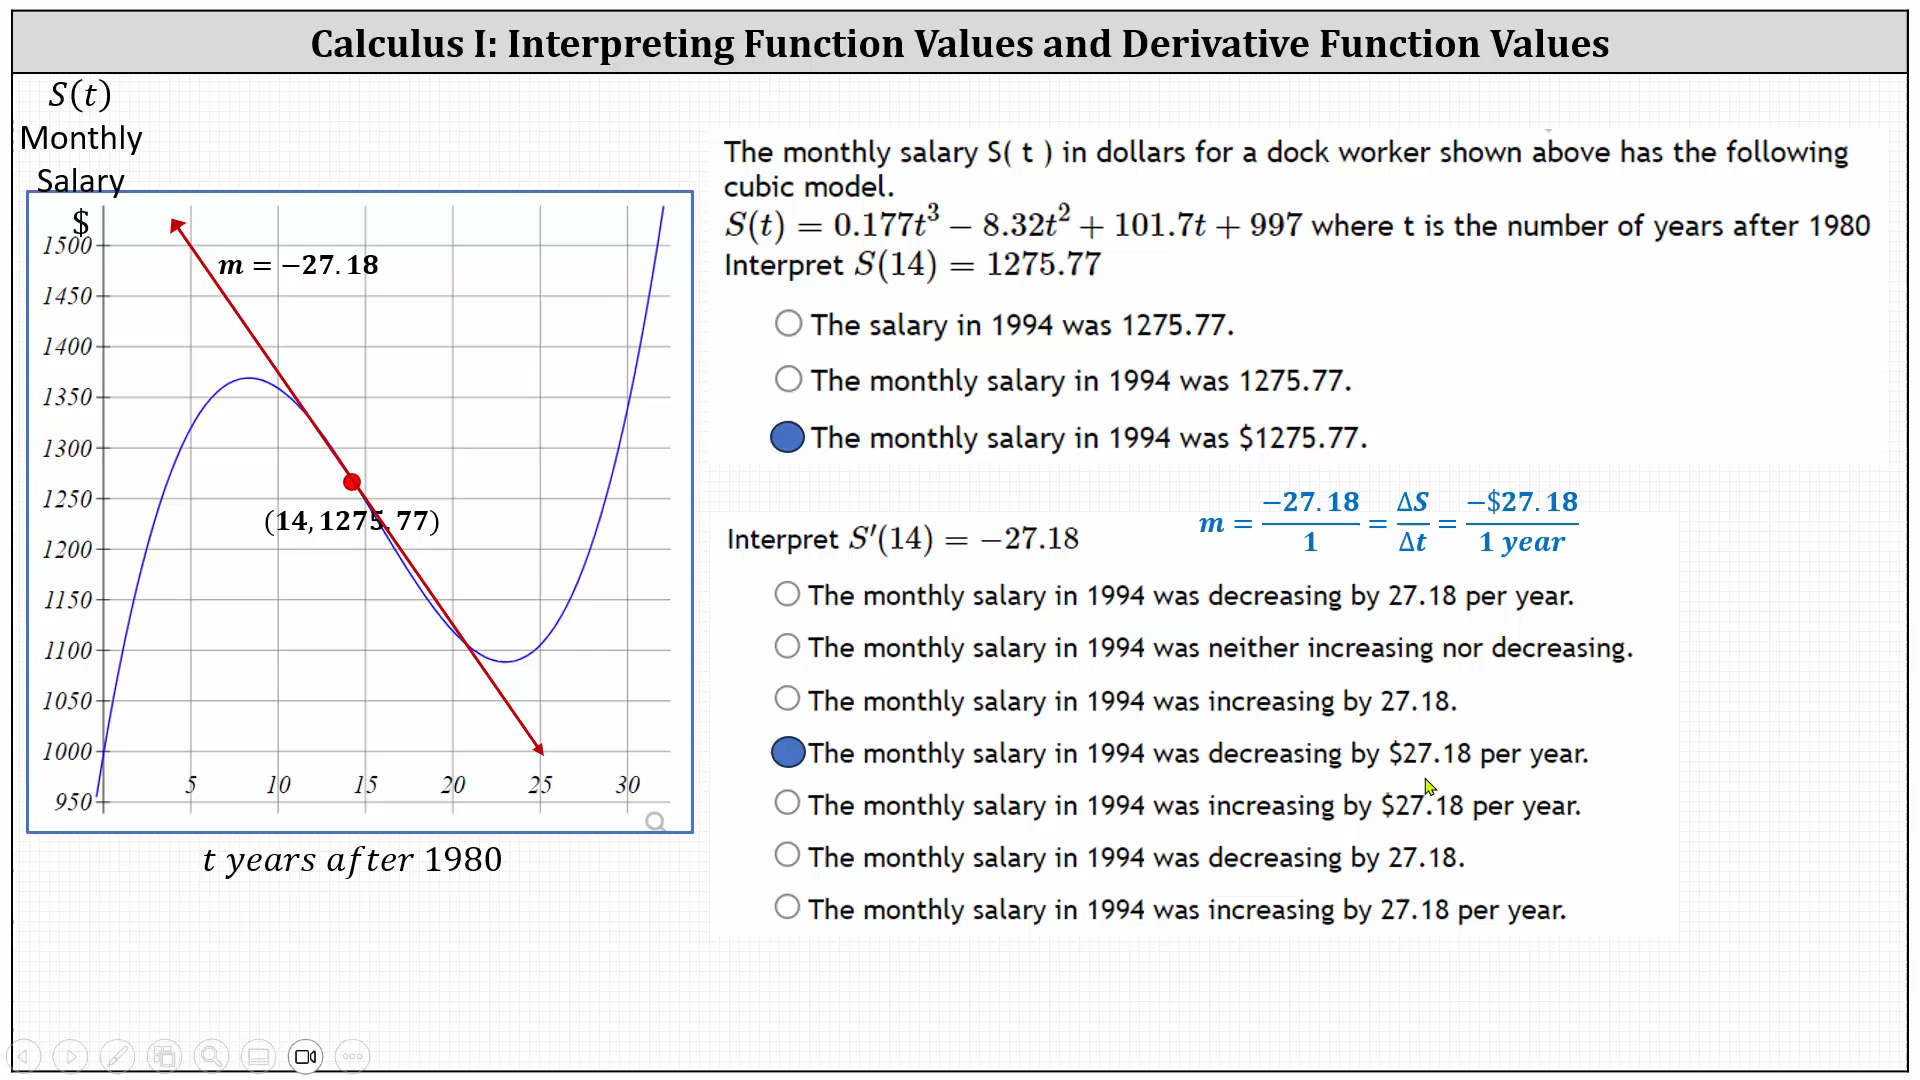 Calculus I: Interpreting Function Values and Derivative Function Values
S(t)
Monthly
Salary
$
1500
1450
1400
1350
1300
1250
1200
1150
1100
1050
1000
950
5 10 15 20 25 30
m = −27.18
(14, 1275.77)
t years after 1980
The monthly salary S( t ) in dollars for a dock worker shown above has the following
cubic model.
S(t) = 0.177t³ − 8.32t² + 101.7t + 997 where t is the number of years after 1980
Interpret S(14) = 1275.77
The salary in 1994 was 1275.77.
The monthly salary in 1994 was 1275.77.
The monthly salary in 1994 was $1275.77.
Interpret S′(14) = −27.18
m = −27.18/1 = ΔS/Δt = −$27.18/1 year
The monthly salary in 1994 was decreasing by 27.18 per year.
The monthly salary in 1994 was neither increasing nor decreasing.
The monthly salary in 1994 was increasing by 27.18.
The monthly salary in 1994 was decreasing by $27.18 per year.
The monthly salary in 1994 was increasing by $27.18 per year.
The monthly salary in 1994 was decreasing by 27.18.
The monthly salary in 1994 was increasing by 27.18 per year.